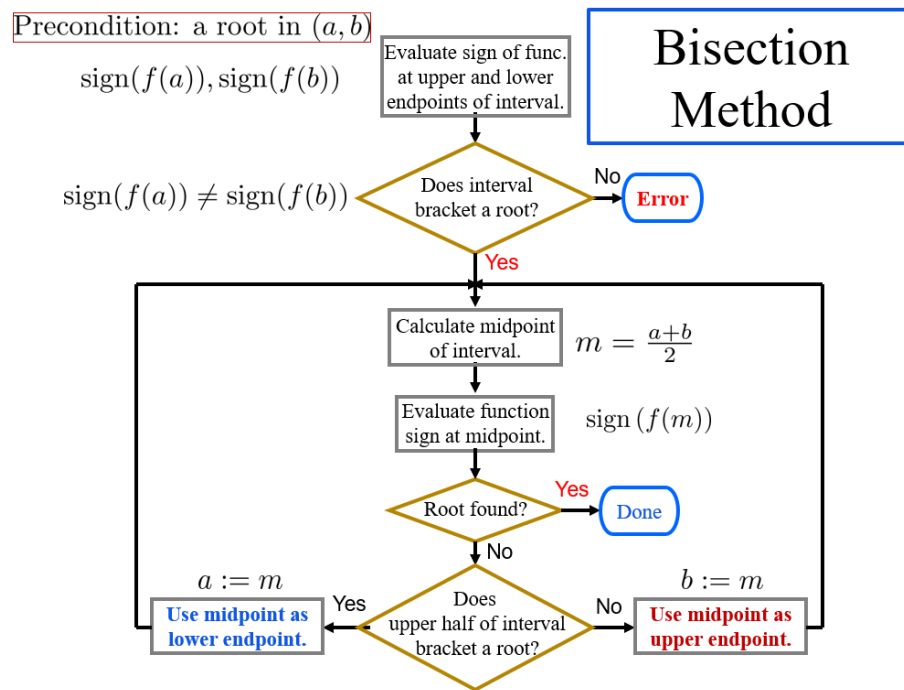 Precondition: a root in (a, b)
sign(f(a)), sign(f(b))
Evaluate sign of func.
at upper and lower
endpoints of interval.
Bisection
Method
sign(f(a)) ≠ sign(f(b))
Does interval
bracket a root?
No
Error
Yes
Calculate midpoint
of interval.
m = \frac{a+b}{2}
Evaluate function
sign at midpoint.
sign (f(m))
Root found?
Yes
Done
No
a := m
Use midpoint as
lower endpoint.
Yes
Does
upper half of interval
bracket a root?
No
b := m
Use midpoint as
upper endpoint.